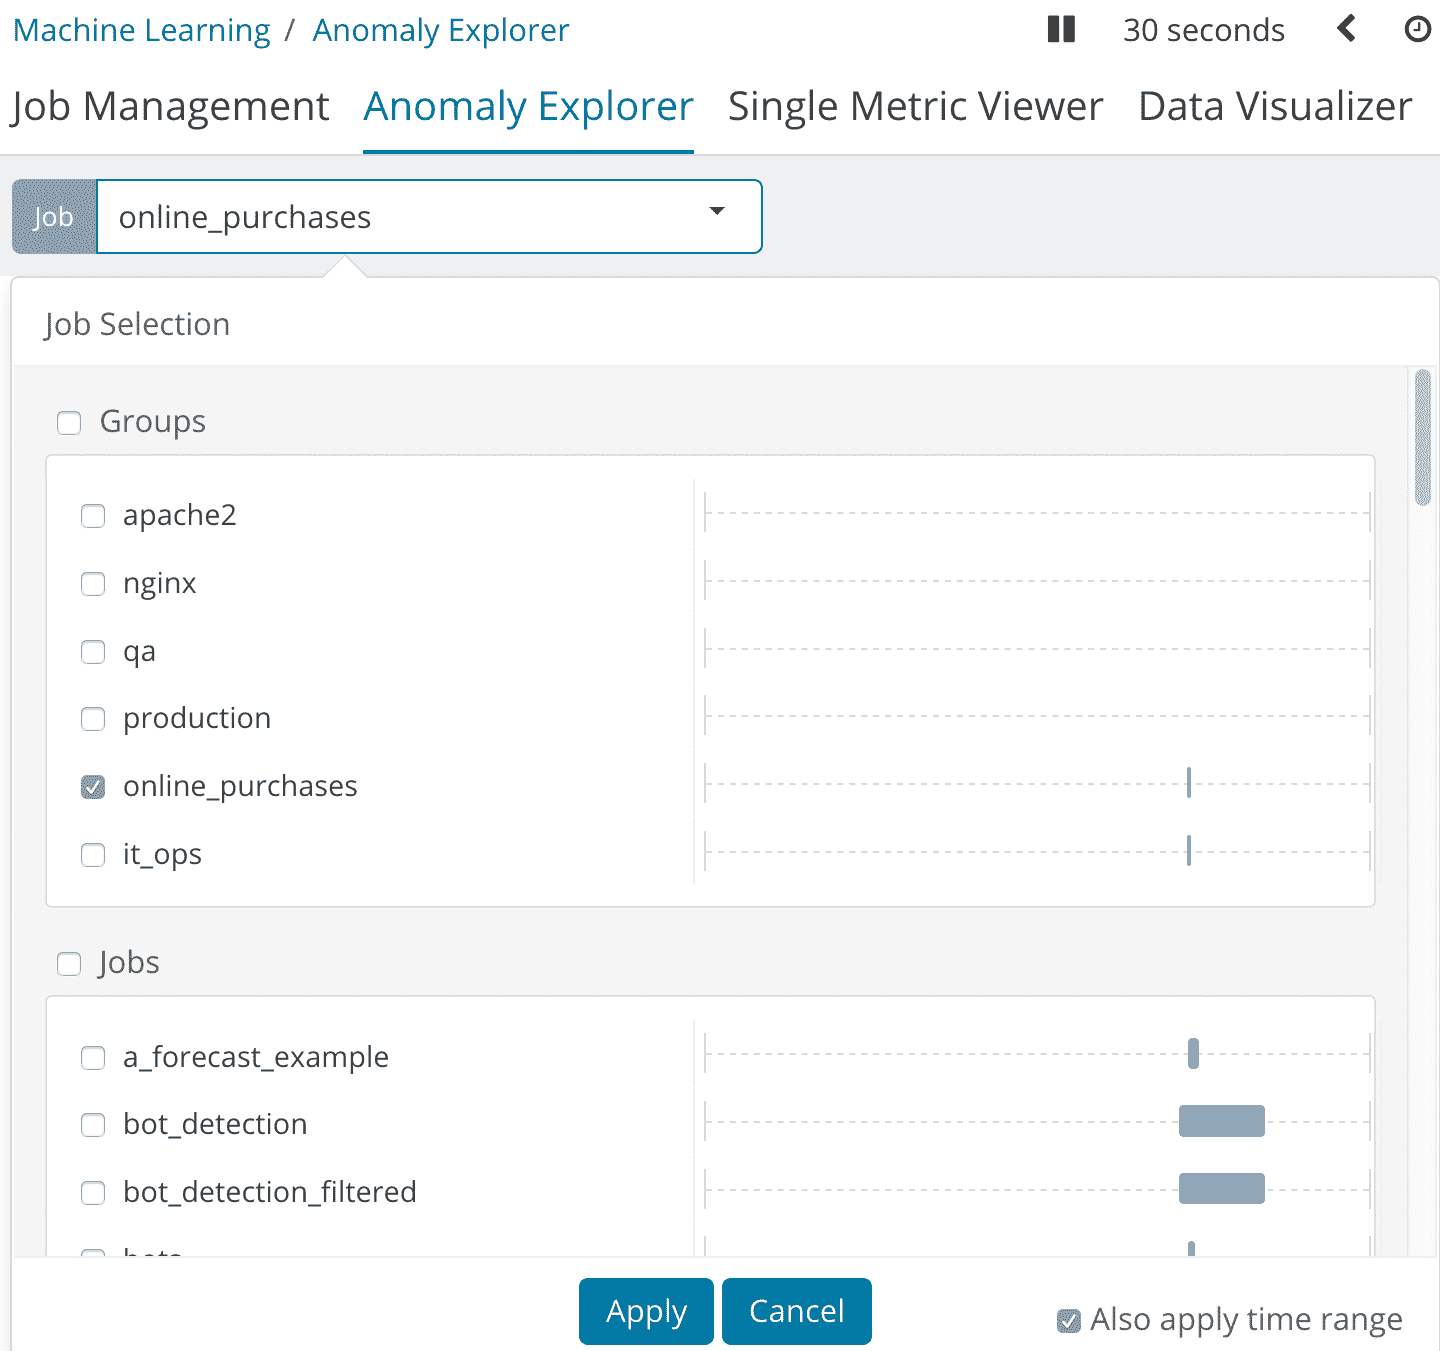 Machine Learning / Anomaly Explorer 30 seconds
Job Management Anomaly Explorer Single Metric Viewer Data Visualizer
Job online_purchases
Job Selection
Groups
apache2
nginx
qa
production
online_purchases
it_ops
Jobs
a_forecast_example
bot_detection
bot_detection_filtered
Apply Cancel Also apply time range